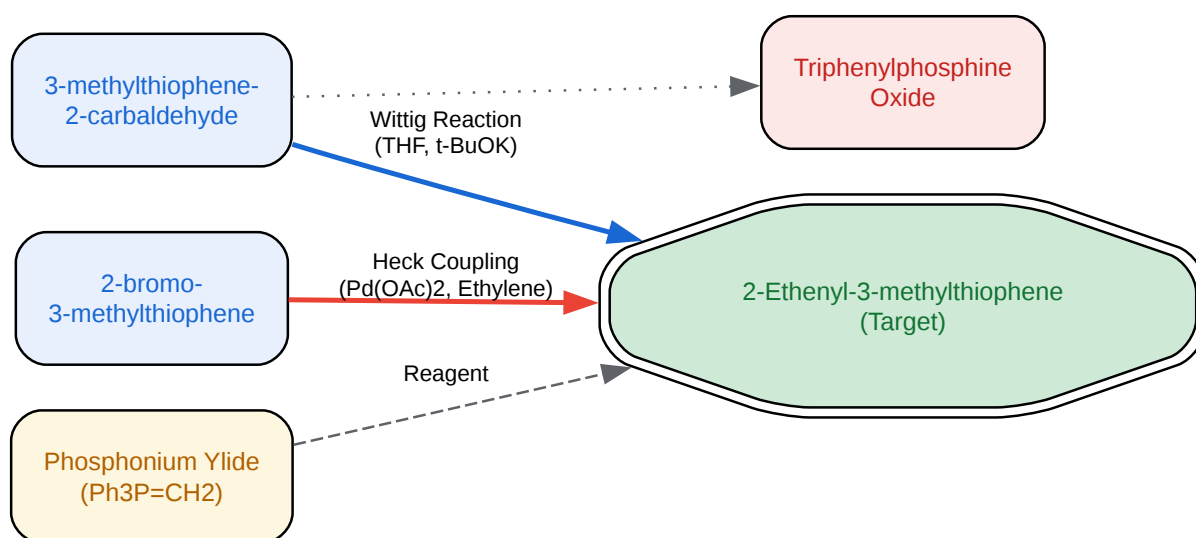 3-methylthiophene-
2-carbaldehyde
Triphenylphosphine
Oxide
Wittig Reaction
(THF, t-BuOK)
2-bromo-
3-methylthiophene
Heck Coupling
(Pd(OAc)2, Ethylene)
2-Ethenyl-3-methylthiophene
(Target)
Reagent
Phosphonium Ylide
(Ph3P=CH2)